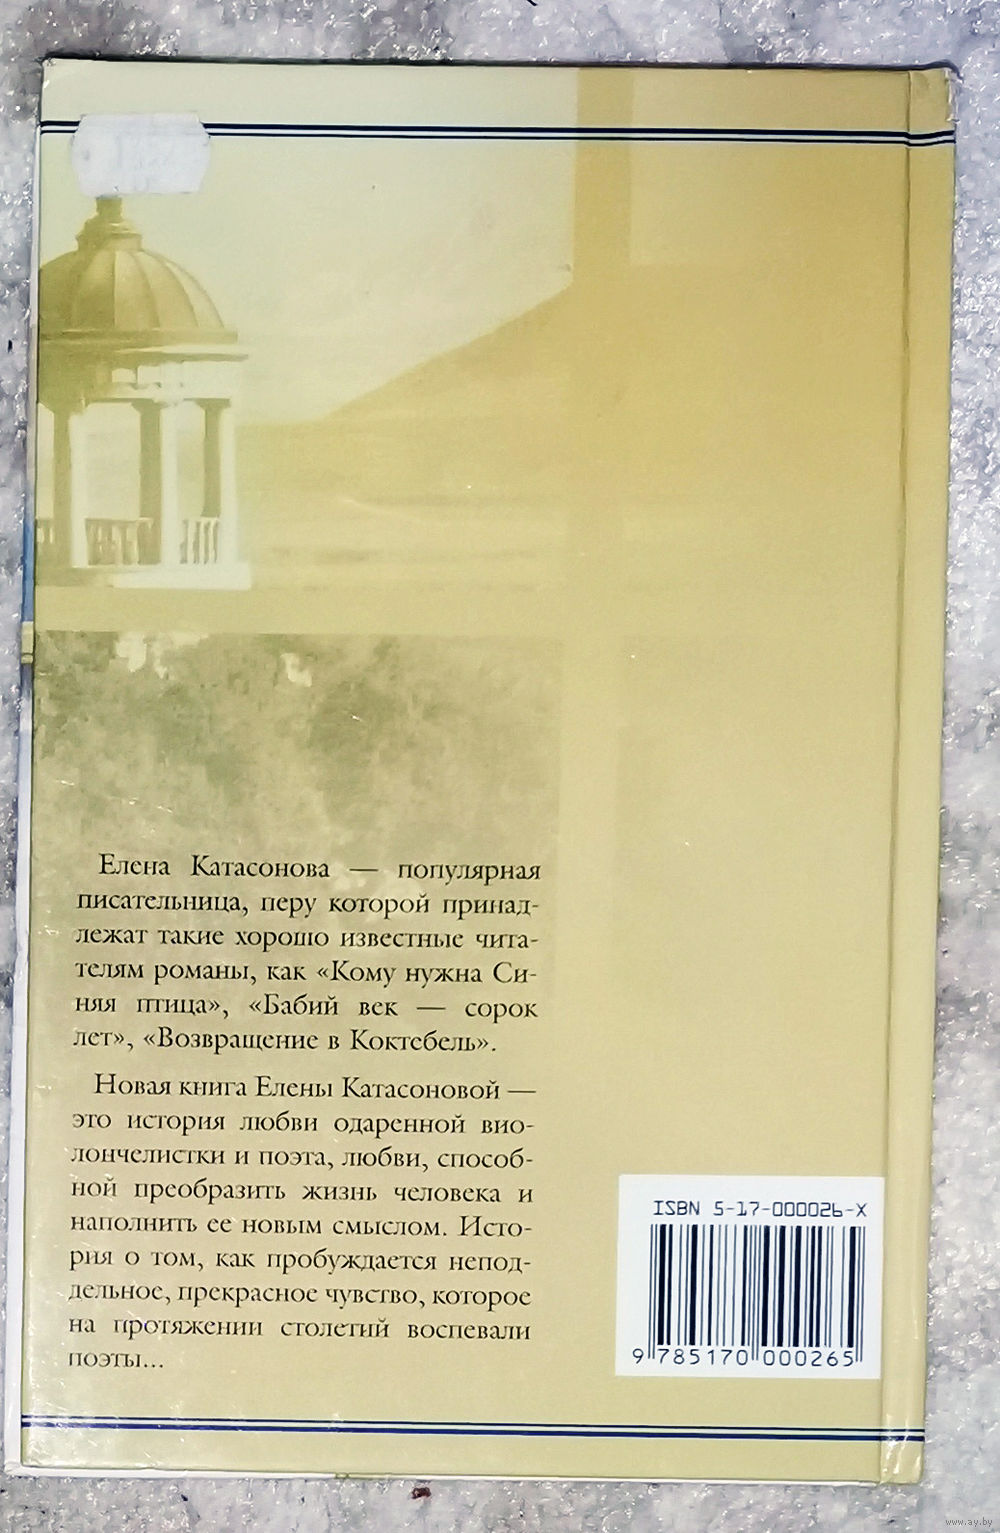 Елена Катасонова — популярная
писательница, перу которой принад-
лежат такие хорошо известные чита-
телям романы, как «Кому нужна Си-
няя птица», «Бабий век — сорок
лет», «Возвращение в Коктебель».
Новая книга Елены Катасоновой —
это история любви одаренной вио-
лончелистки и поэта, любви, способ-
ной преобразить жизнь человека и
наполнить ее новым смыслом. Исто-
рия о том, как пробуждается непод-
дельное, прекрасное чувство, которое
на протяжении столетий воспевали
поэты...
ISBN 5-17-000026-X
9 785170 000265
www.ay.by